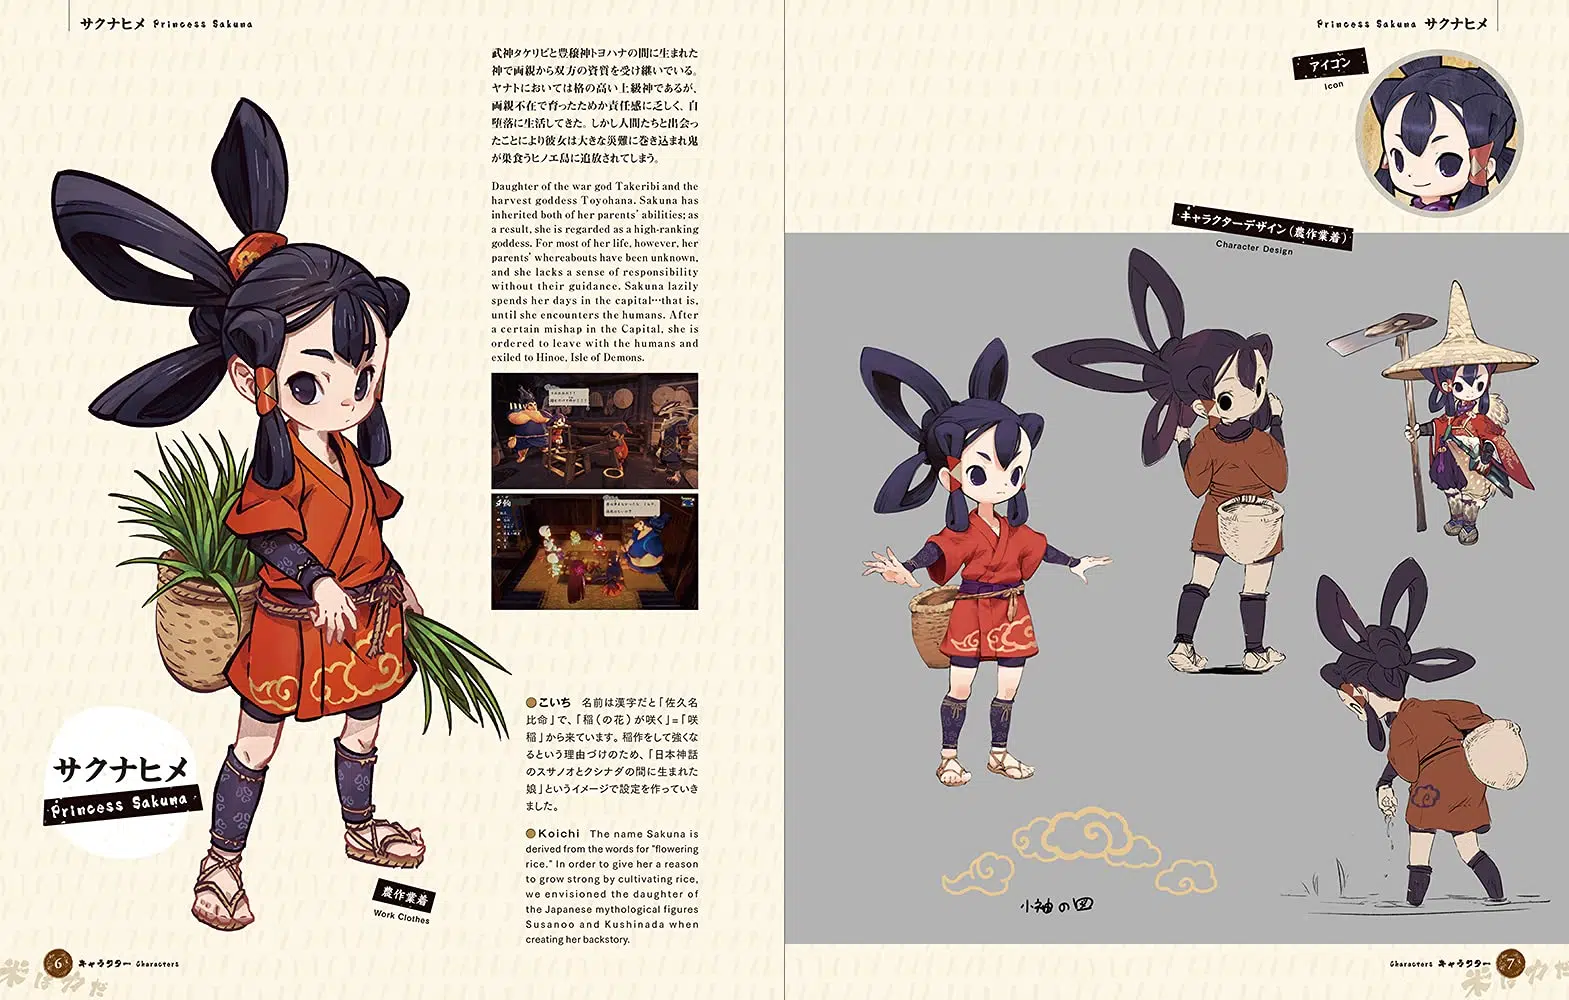 サクナヒメ Princess Sakuna
武神タケリビと豊穣神トヨハナの間に生まれた
神で両親から双方の資質を受け継いでいる。
ヤナトにおいては格の高い上級神であるが、
両親不在で育ったためか責任感に乏しく、自
堕落に生活してきた。しかし人間たちと出会っ
たことにより彼女は大きな災難に巻き込まれ鬼
が巣食うヒノエ島に追放されてしまう。
Daughter of the war god Takeribi and the
harvest goddess Toyohana. Sakuna has
inherited both of her parents' abilities; as
a result, she is regarded as a high-ranking
goddess. For most of her life, however, her
parents' whereabouts have been unknown,
and she lacks a sense of responsibility
without their guidance. Sakuna lazily
spends her days in the capital…that is,
until she encounters the humans. After
a certain mishap in the Capital, she is
ordered to leave with the humans and
exiled to Hinoe, Isle of Demons.
●こいち 名前は漢字だと「佐久名
比命」で、「稲(の花)が咲く」=「咲
稲」から来ています。稲作をして強くな
るという理由づけのため、「日本神話
のスサノオとクシナダの間に生まれた
娘」というイメージで設定を作っていき
ました。
●Koichi The name Sakuna is
derived from the words for "flowering
rice." In order to give her a reason
to grow strong by cultivating rice,
we envisioned the daughter of
the Japanese mythological figures
Susanoo and Kushinada when
creating her backstory.
サクナヒメ
Princess Sakuna
農作業着
Work Clothes
6 キャラクター Characters
米は力だ
Princess Sakuna サクナヒメ
アイコン
Icon
キャラクターデザイン(農作業着)
Character Design
小袖の図
Characters キャラクター 7
米は力だ